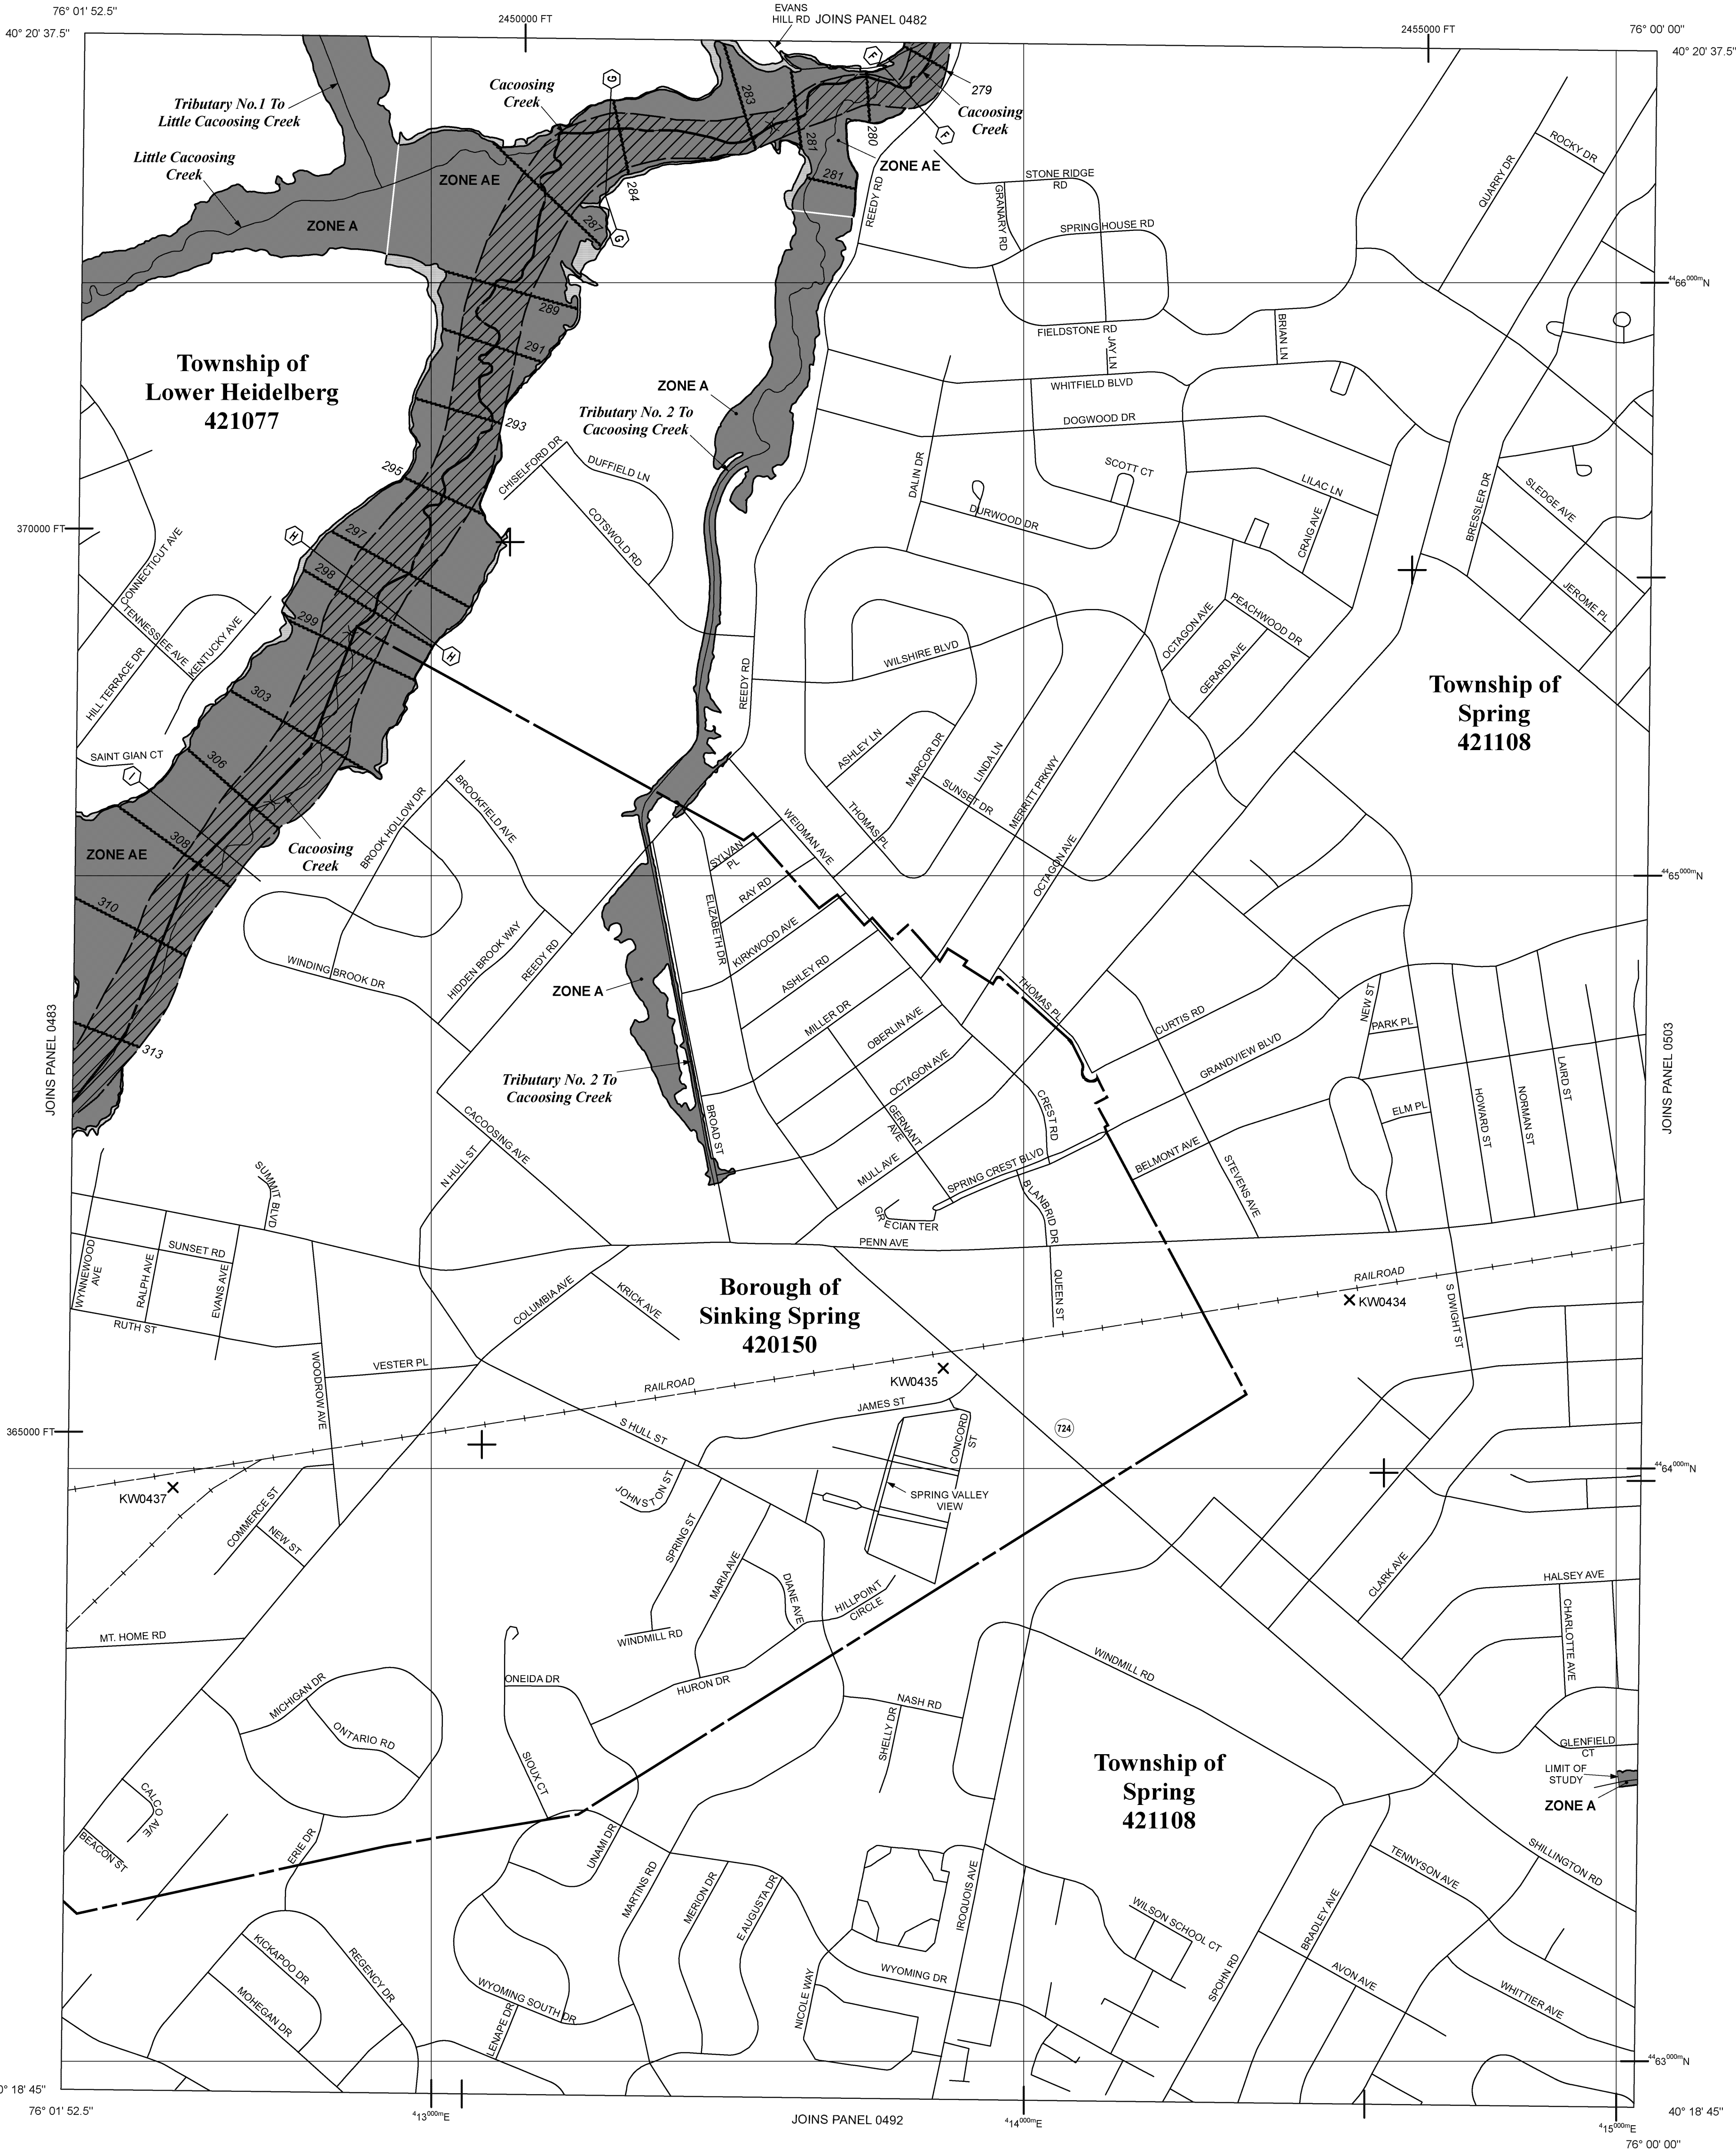 76° 01' 52.5"
2450000 FT
EVANS
HILL RD
JOINS PANEL 0482
2455000 FT
76° 00' 00"
40° 20' 37.5"
40° 20' 37.5"
Tributary No.1 To
Little Cacoosing Creek
Little Cacoosing
Creek
Cacoosing
Creek
G
283
F
279
Cacoosing
Creek
F
280
281
281
ZONE AE
ZONE AE
284
287
G
ZONE A
REEDY RD
STONE RIDGE
RD
GRANARY RD
SPRING HOUSE RD
ROCKY DR
QUARRY DR
4466000m N
289
291
293
295
FIELDSTONE RD
JAY LN
BRIAN LN
WHITFIELD BLVD
DOGWOOD DR
Township of
Lower Heidelberg
421077
ZONE A
Tributary No. 2 To
Cacoosing Creek
CHISELFORD DR
DUFFIELD LN
COTSWOLD RD
DALIN DR
SCOTT CT
DURWOOD DR
LILAC LN
CRAIG AVE
BRESSLER DR
SLEDGE AVE
JEROME PL
370000 FT
H
297
298
299
H
CONNECTICUT AVE
TENNESSEE AVE
KENTUCKY AVE
HILL TERRACE DR
SAINT GIAN CT
303
306
I
308
REEDY RD
WILSHIRE BLVD
OCTAGON AVE
PEACHWOOD DR
GERARD AVE
Township of
Spring
421108
ASHLEY LN
MARCOR DR
LINDA LN
SUNSET DR
MERRITT PRKWY
THOMAS PL
WEIDMAN AVE
OCTAGON AVE
ZONE AE
Cacoosing
Creek
BROOK HOLLOW DR
BROOKFIELD AVE
SYLVAN
PL
RAY RD
ELIZABETH DR
KIRKWOOD AVE
4465000m N
310
313
WINDING BROOK DR
HIDDEN BROOK WAY
REEDY RD
ZONE A
ASHLEY RD
MILLER DR
OBERLIN AVE
OCTAGON AVE
THOMAS PL
CURTIS RD
GRANDVIEW BLVD
NEW ST
PARK PL
JOINS PANEL 0483
JOINS PANEL 0503
Tributary No. 2 To
Cacoosing Creek
BROAD ST
GERNANT
AVE
CREST RD
MULL AVE
SPRING CREST BLVD
BELMONT AVE
STEVENS AVE
ELM PL
HOWARD ST
NORMAN ST
LAIRD ST
CACOOSING AVE
N HULL ST
SUMMIT BLVD
GRECIAN TER
BLANBRID DR
PENN AVE
QUEEN ST
WYNNEWOOD
AVE
SUNSET RD
RALPH AVE
EVANS AVE
RUTH ST
COLUMBIA AVE
KRICK AVE
Borough of
Sinking Spring
420150
RAILROAD
KW0434
S DWIGHT ST
WOODROW AVE
VESTER PL
RAILROAD
KW0435
JAMES ST
S HULL ST
CONCORD
ST
724
365000 FT
KW0437
JOHNSTON ST
SPRING VALLEY
VIEW
4464000m N
COMMERCE ST
NEW ST
SPRING ST
MARIA AVE
DIANE AVE
HILLPOINT
CIRCLE
CLARK AVE
HALSEY AVE
CHARLOTTE AVE
MT. HOME RD
WINDMILL RD
WINDMILL RD
ONEIDA DR
HURON DR
NASH RD
SHELLY DR
MICHIGAN DR
ONTARIO RD
SIOUX CT
Township of
Spring
421108
GLENFIELD
CT
LIMIT OF
STUDY
ZONE A
CALCO AVE
BEACON ST
ERIE DR
UNAMI DR
MARTINS RD
MERION DR
E AUGUSTA DR
IROQUOIS AVE
WILSON SCHOOL CT
BRADLEY AVE
TENNYSON AVE
SHILLINGTON RD
KICKAPOO DR
MOHEGAN DR
REGENCY DR
WYOMING SOUTH DR
LENAPE DR
NICOLE WAY
WYOMING DR
SPOHN RD
AVON AVE
WHITTIER AVE
4463000m N
0° 18' 45"
76° 01' 52.5"
413000m E
JOINS PANEL 0492
414000m E
415000m E
40° 18' 45"
76° 00' 00"